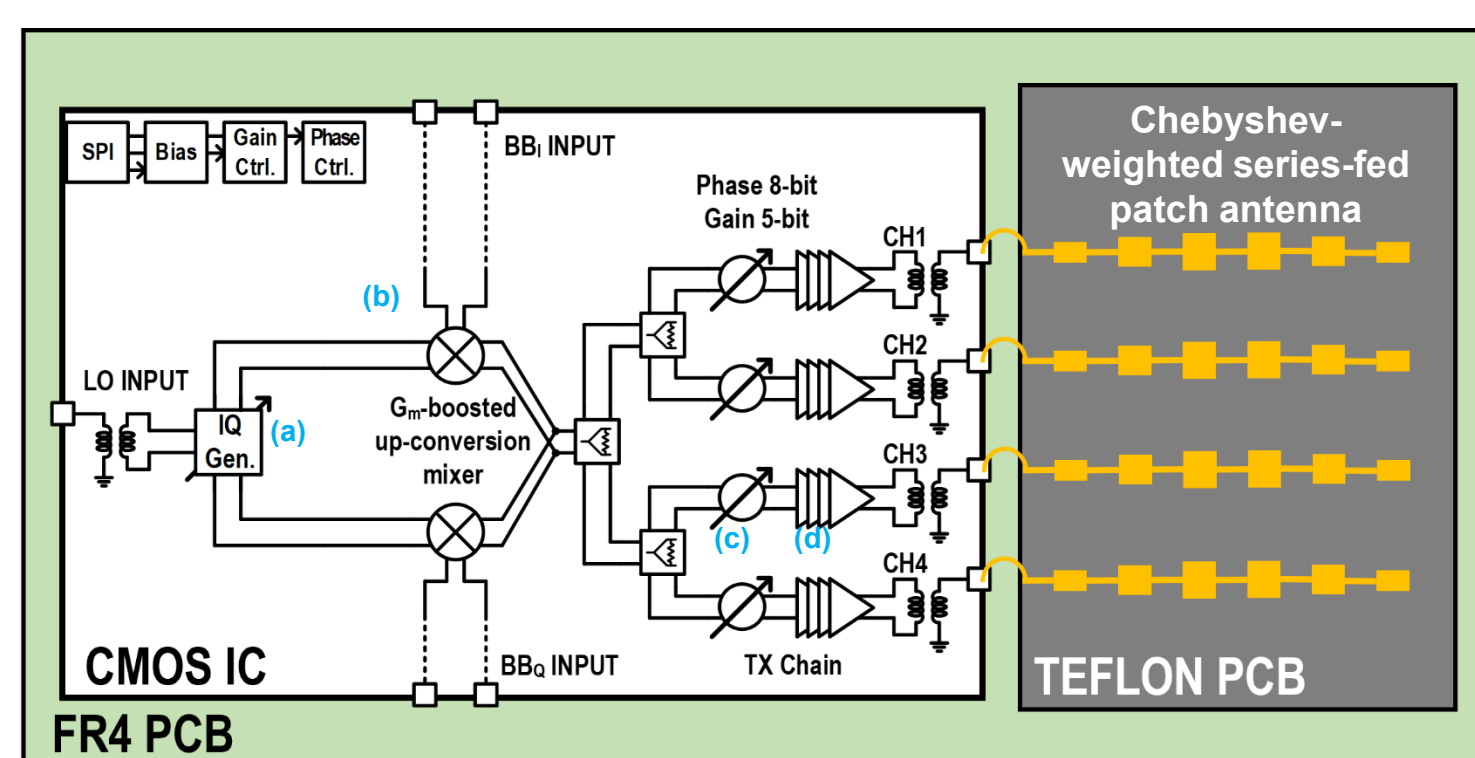 SPI
Bias
Gain
Ctrl.
Phase
Ctrl.
BBI INPUT
Phase 8-bit
Gain 5-bit
CH1
(b)
LO INPUT
IQ
Gen.
(a)
Gm-boosted
up-conversion
mixer
CH2
CH3
(c)
(d)
CH4
BBQ INPUT
TX Chain
CMOS IC
FR4 PCB
Chebyshev-
weighted series-fed
patch antenna
TEFLON PCB